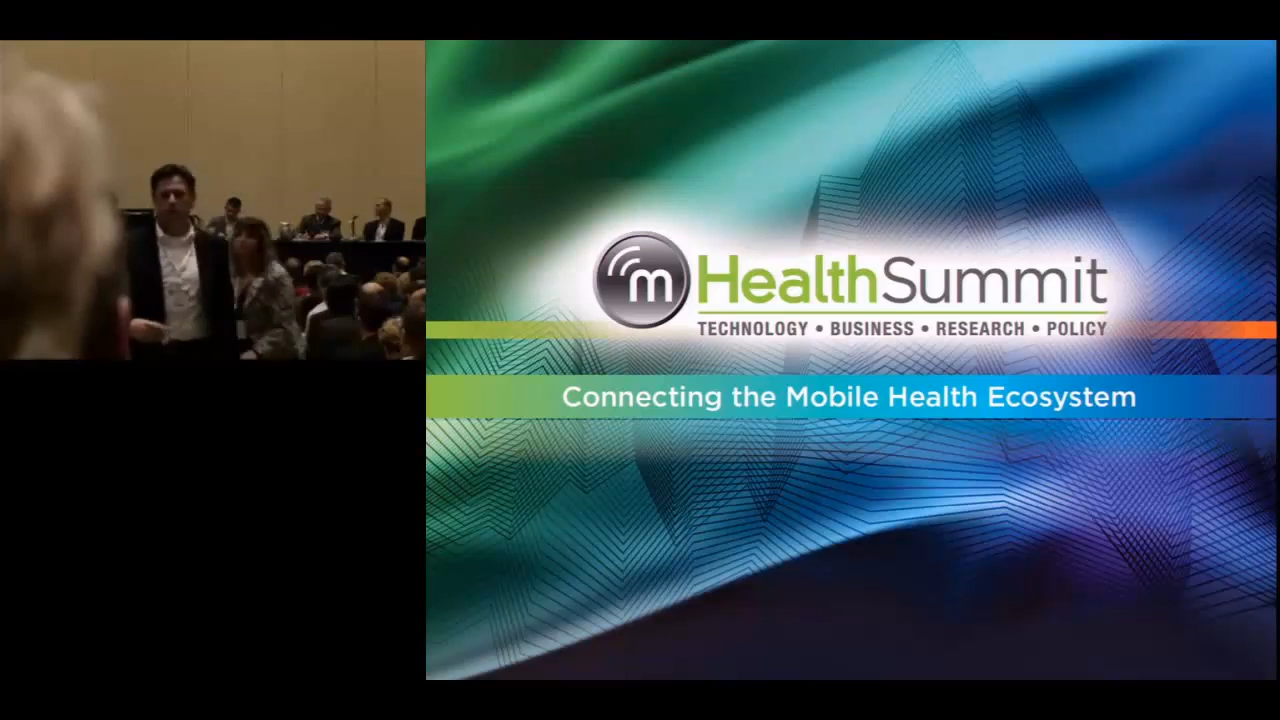 mHealthSummit
TECHNOLOGY • BUSINESS • RESEARCH • POLICY
Connecting the Mobile Health Ecosystem